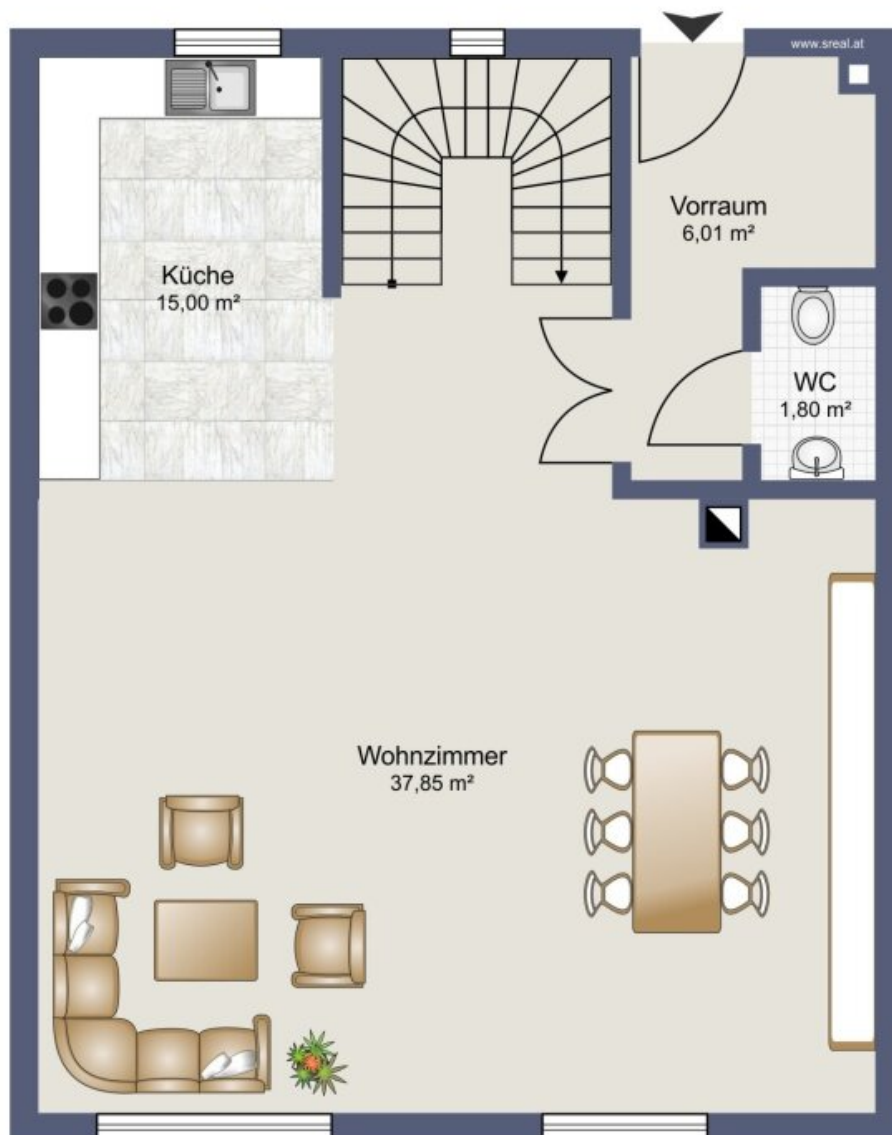 www.sreal.at
Vorraum
6,01 m²
Küche
15,00 m²
WC
1,80 m²
Wohnzimmer
37,85 m²